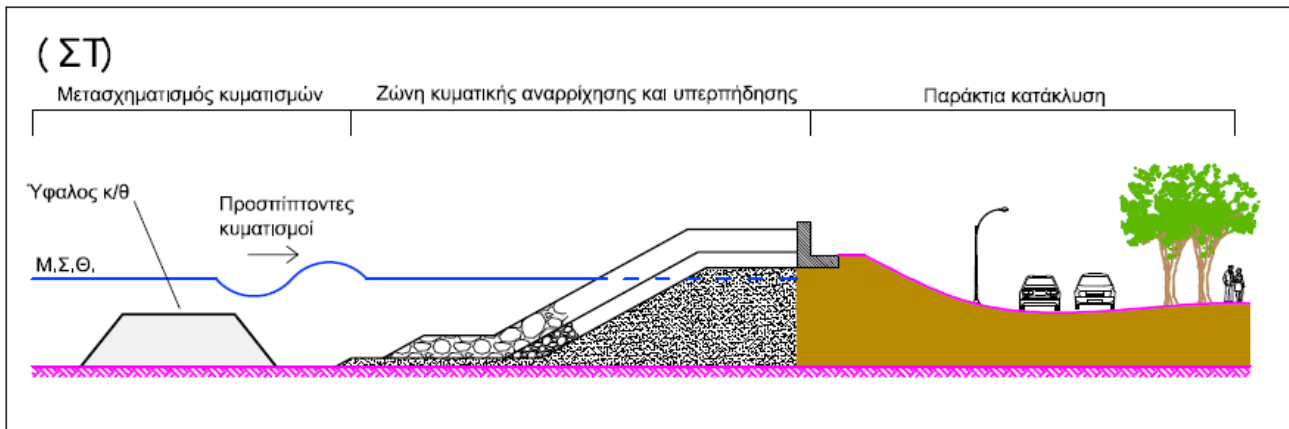 ( ΣΤ)
Μετασχηματισμός κυματισμών
Ζώνη κυματικής αναρρίχησης και υπερπήδησης
Παράκτια κατάκλυση
Ύφαλος κ/θ
Προσπίπτοντες
κυματισμοί
Μ.Σ.Θ.